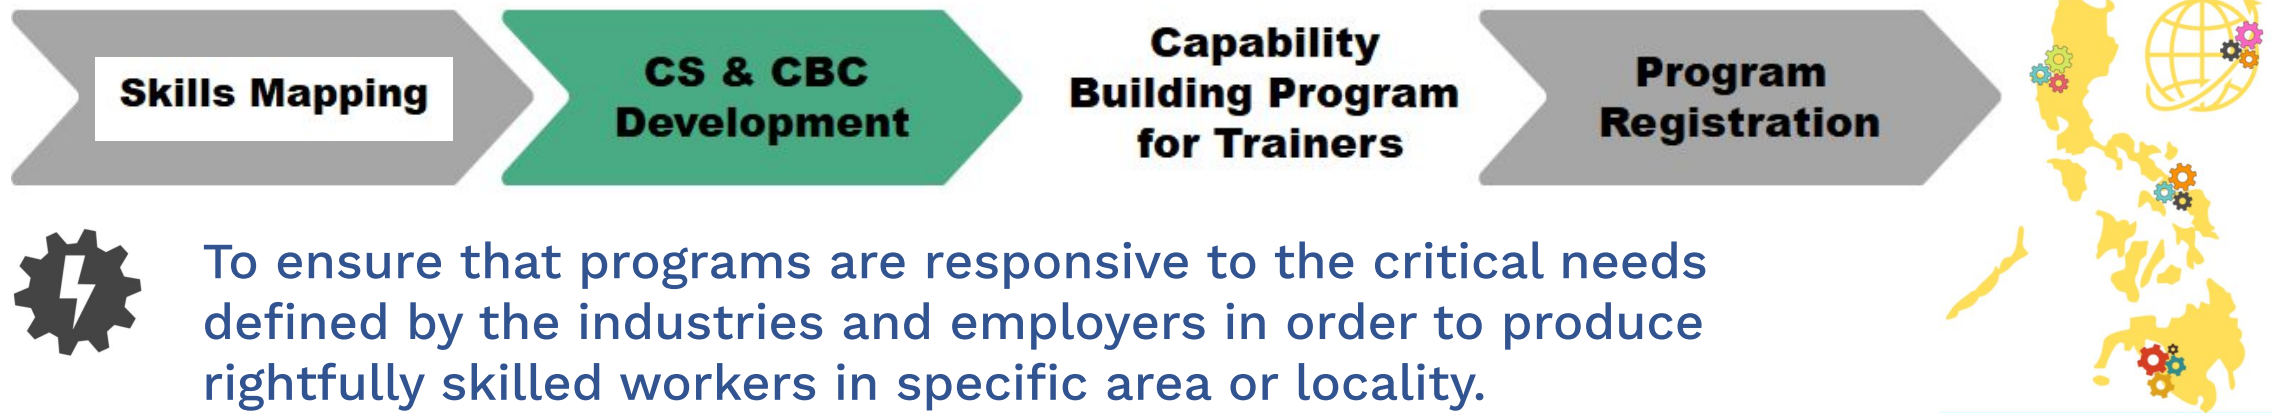 Skills Mapping
CS & CBC
Development
Capability
Building Program
for Trainers
Program
Registration
To ensure that programs are responsive to the critical needs
defined by the industries and employers in order to produce
rightfully skilled workers in specific area or locality.